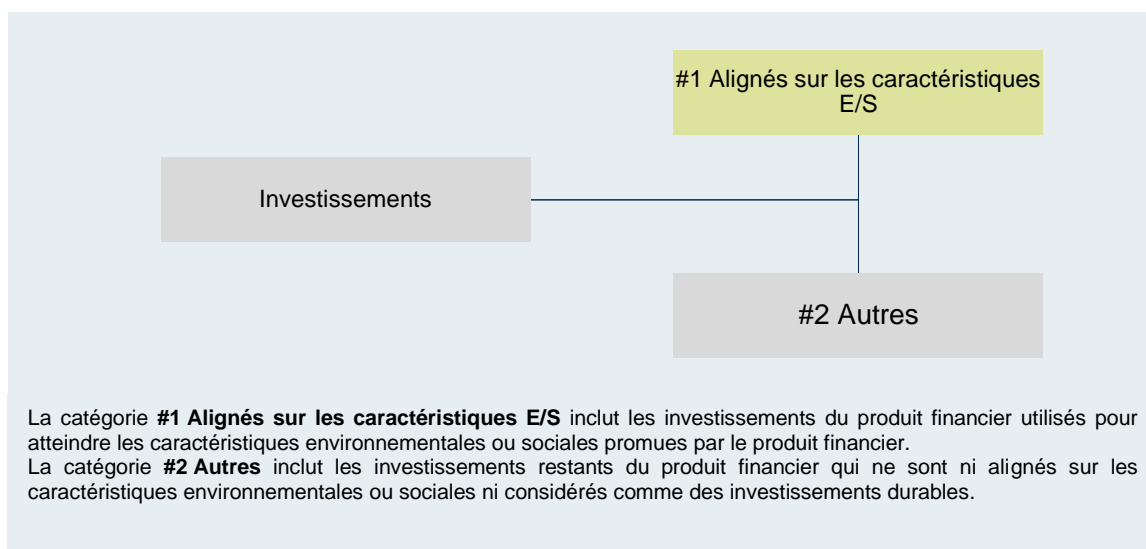 #1 Alignés sur les caractéristiques
E/S
Investissements
#2 Autres
La catégorie #1 Alignés sur les caractéristiques E/S inclut les investissements du produit financier utilisés pour
atteindre les caractéristiques environnementales ou sociales promues par le produit financier.
La catégorie #2 Autres inclut les investissements restants du produit financier qui ne sont ni alignés sur les
caractéristiques environnementales ou sociales ni considérés comme des investissements durables.